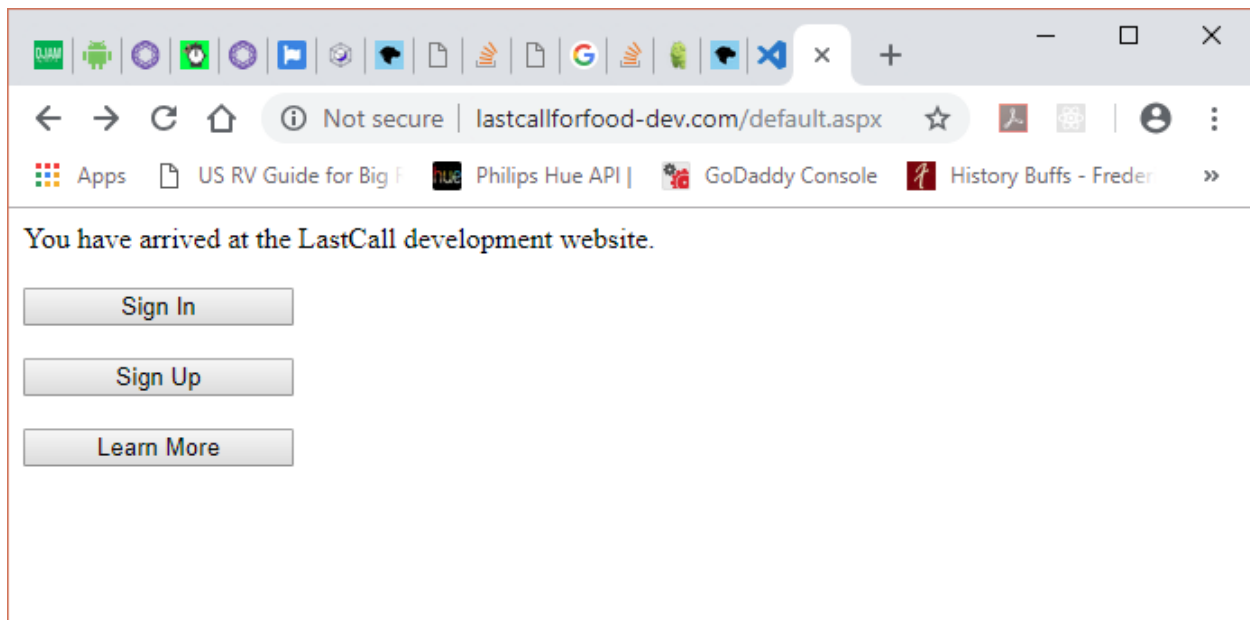 DJAM
Not secure | lastcallforfood-dev.com/default.aspx
Apps US RV Guide for Big hue Philips Hue API | GoDaddy Console History Buffs - Freder
You have arrived at the LastCall development website.
Sign In
Sign Up
Learn More